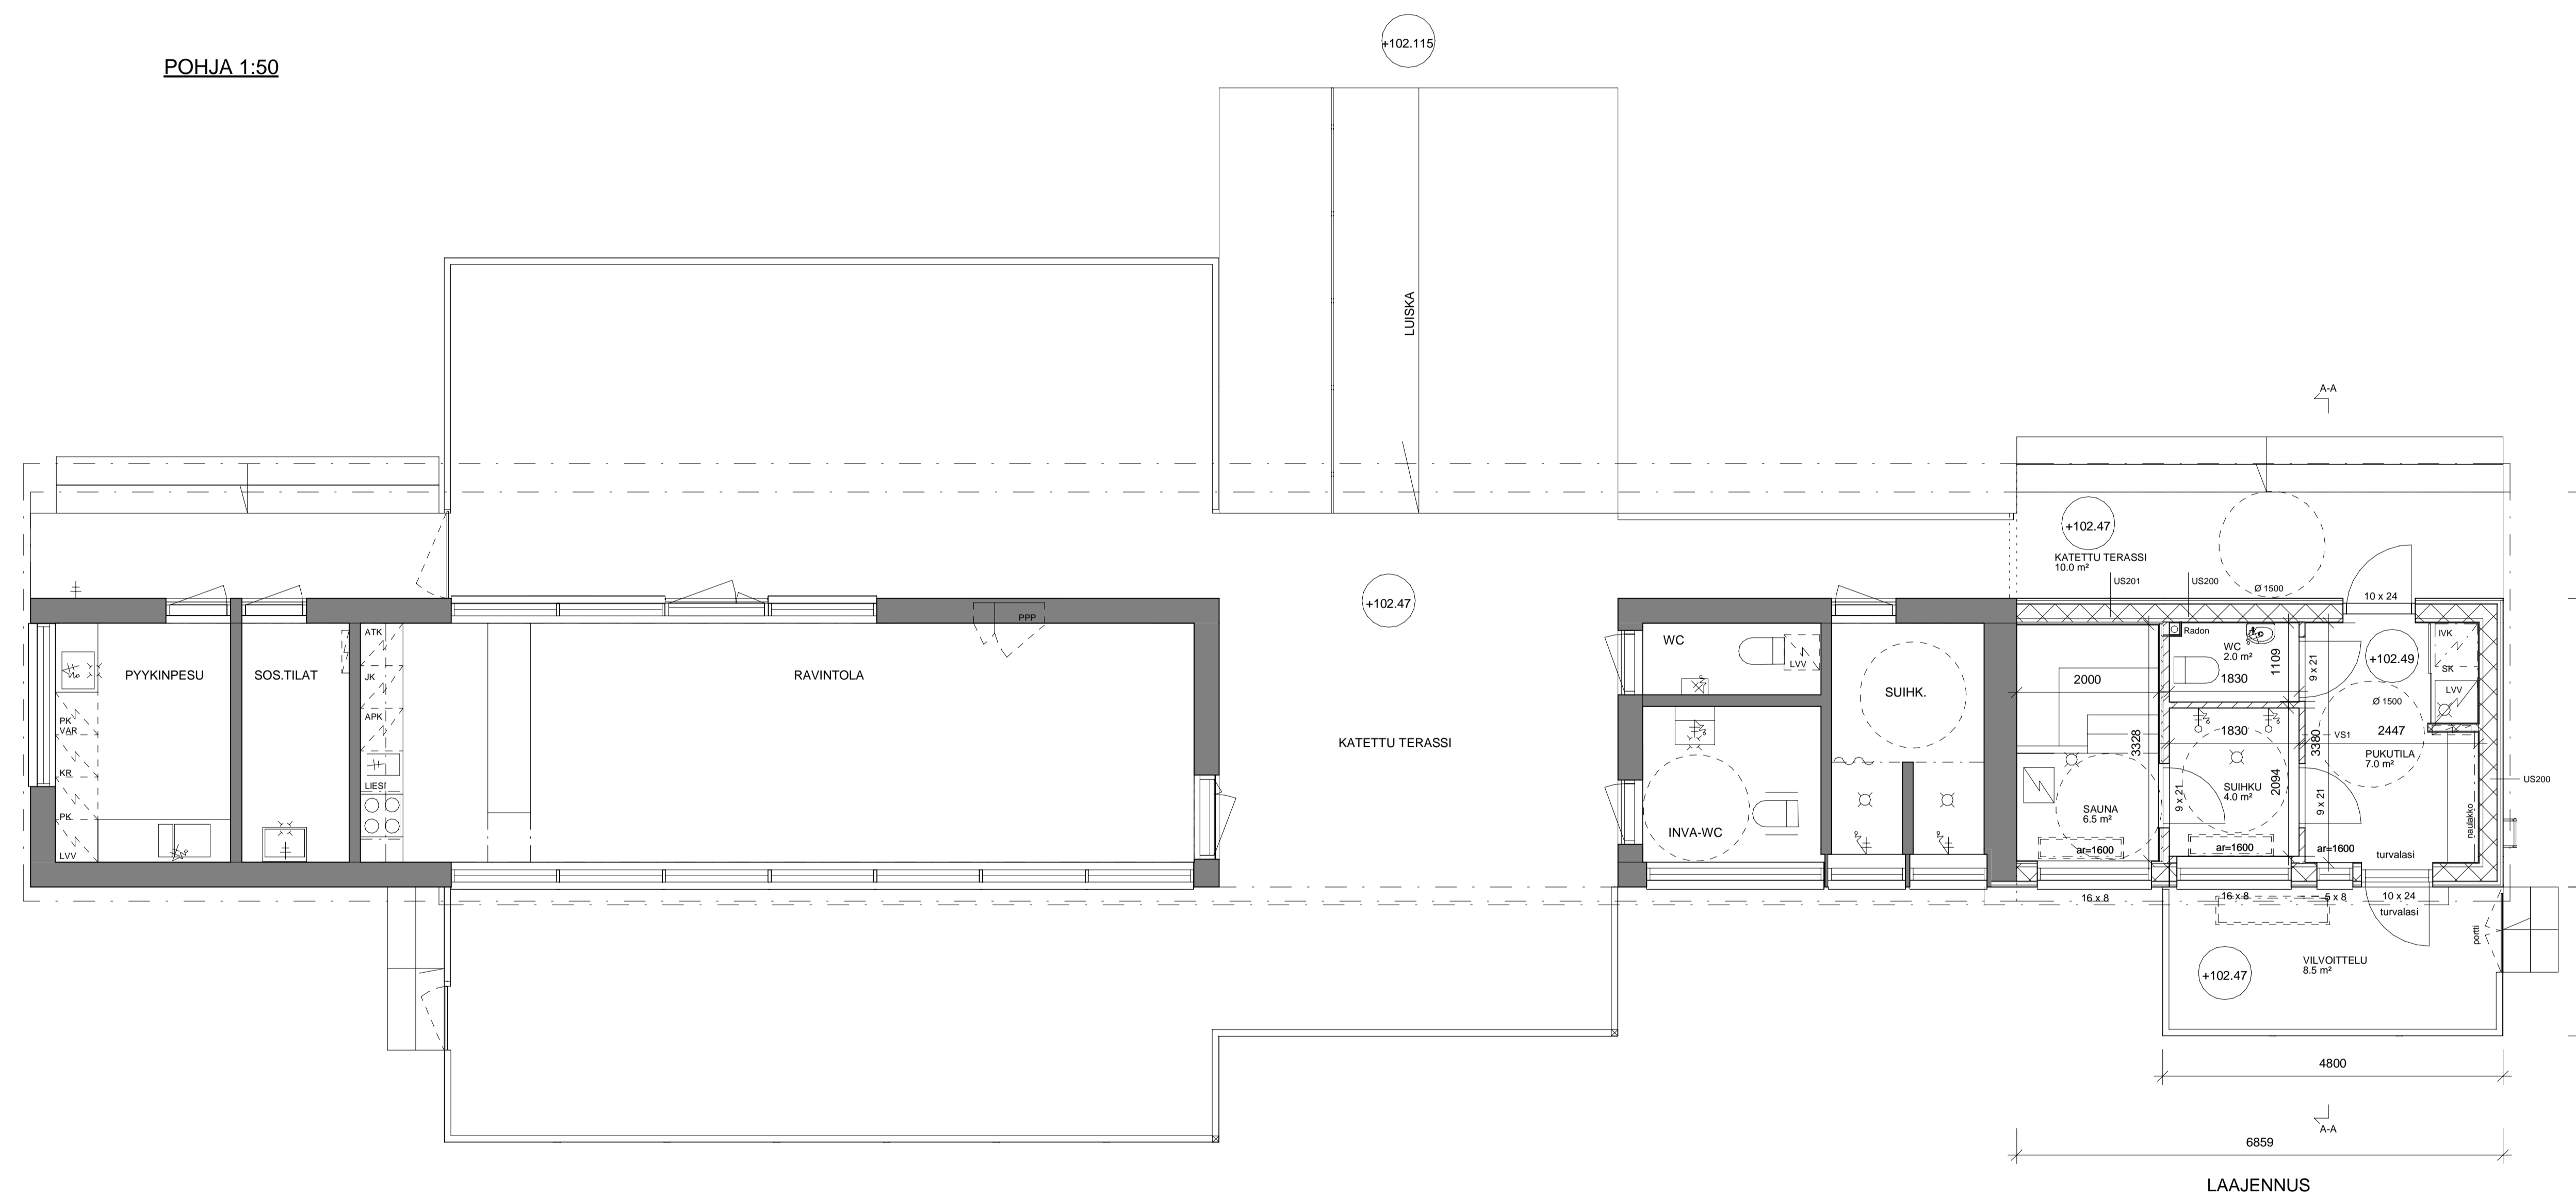 +102.115
POHJA 1:50
LUISKA
A-A
+102.47
KATETTU TERASSI
10.0 m²
US201
US200
Ø 1500
10 x 24
+102.47
PPP
ATK
JK
APK
LIESI
PYYKINPESU
SOS.TILAT
RAVINTOLA
PK
VAR
KR
PK
LVV
KATETTU TERASSI
WC
LVV
SUIHK.
INVA-WC
Radon
WC
2.0 m²
1109
9 x 21
+102.49
IVK
SK
LVV
2000
1830
Ø 1500
1830
VS1
2447
3328
3380
PUKUTILA
7.0 m²
US200
SAUNA
6.5 m²
9 x 21
SUIHKU
4.0 m²
2094
9 x 21
naulakko
ar=1600
ar=1600
ar=1600
turvalasi
16 x 8
16 x 8
5 x 8
10 x 24
turvalasi
portti
VILVOITTELU
8.5 m²
+102.47
4800
A-A
6859
LAAJENNUS